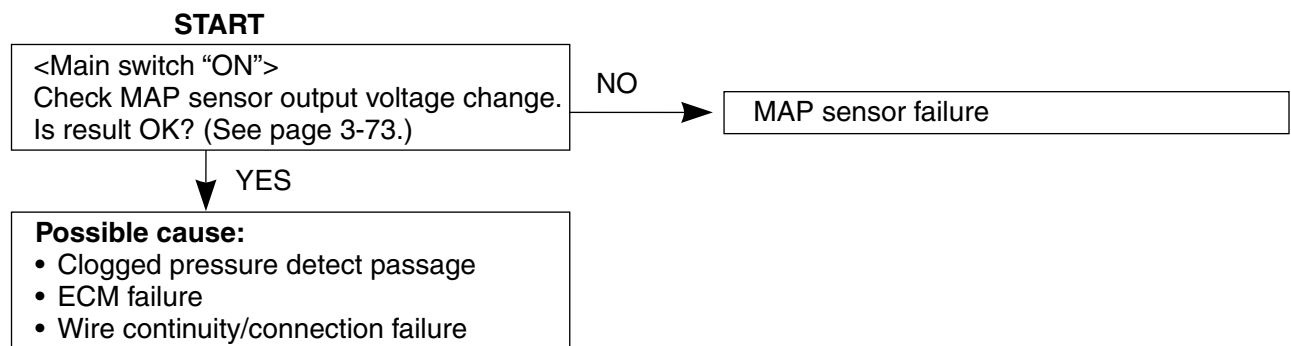 START
<Main switch “ON”>
Check MAP sensor output voltage change.
Is result OK? (See page 3-73.)
NO
MAP sensor failure
YES
Possible cause:
• Clogged pressure detect passage
• ECM failure
• Wire continuity/connection failure